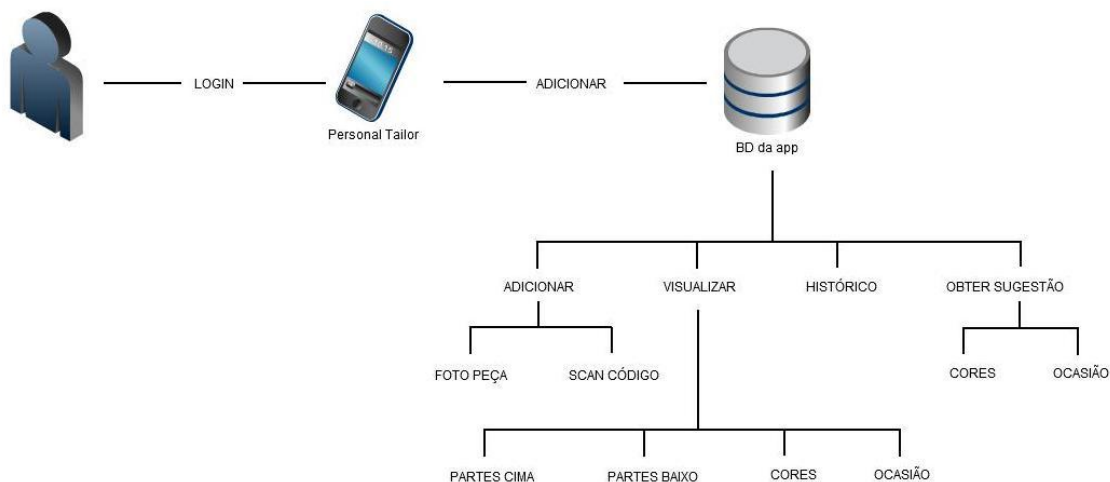 LOGIN
ADICIONAR
Personal Tailor
BD da app
ADICIONAR
VISUALIZAR
HISTÓRICO
OBTER SUGESTÃO
FOTO PEÇA
SCAN CÓDIGO
CORES
OCASIÃO
PARTES CIMA
PARTES BAIXO
CORES
OCASIÃO